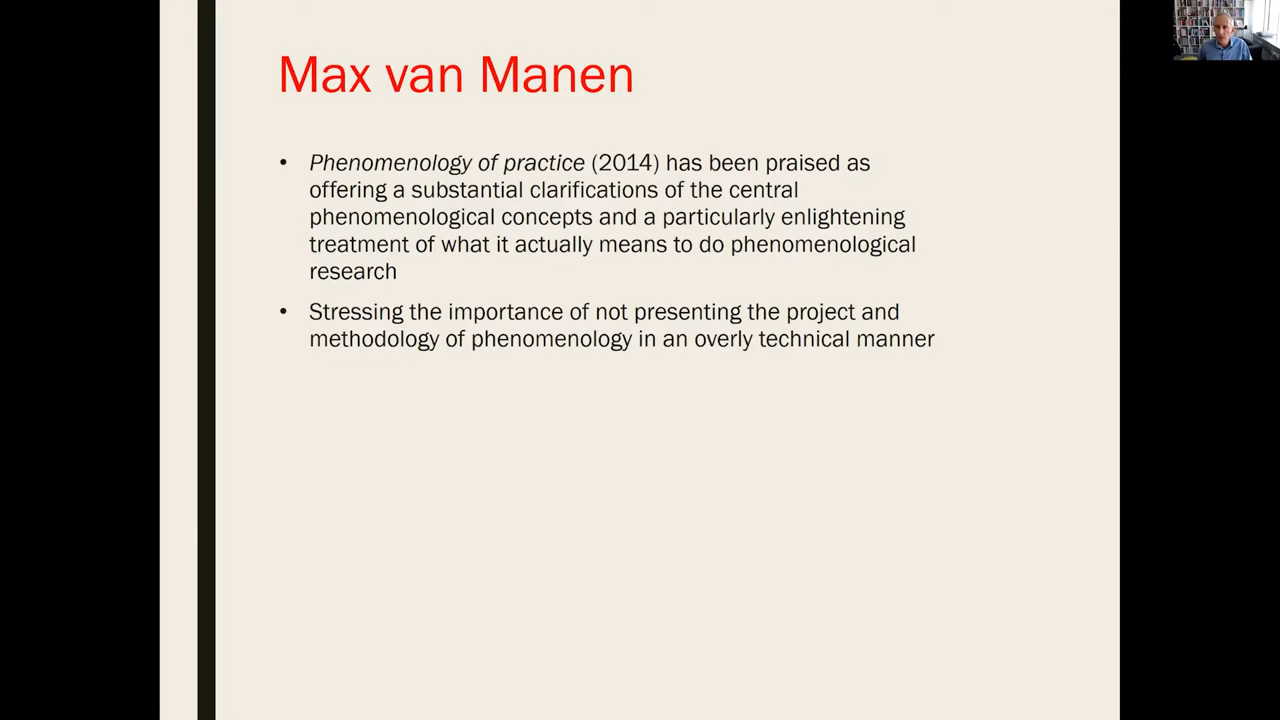 Max van Manen
• Phenomenology of practice (2014) has been praised as
offering a substantial clarifications of the central
phenomenological concepts and a particularly enlightening
treatment of what it actually means to do phenomenological
research
• Stressing the importance of not presenting the project and
methodology of phenomenology in an overly technical manner